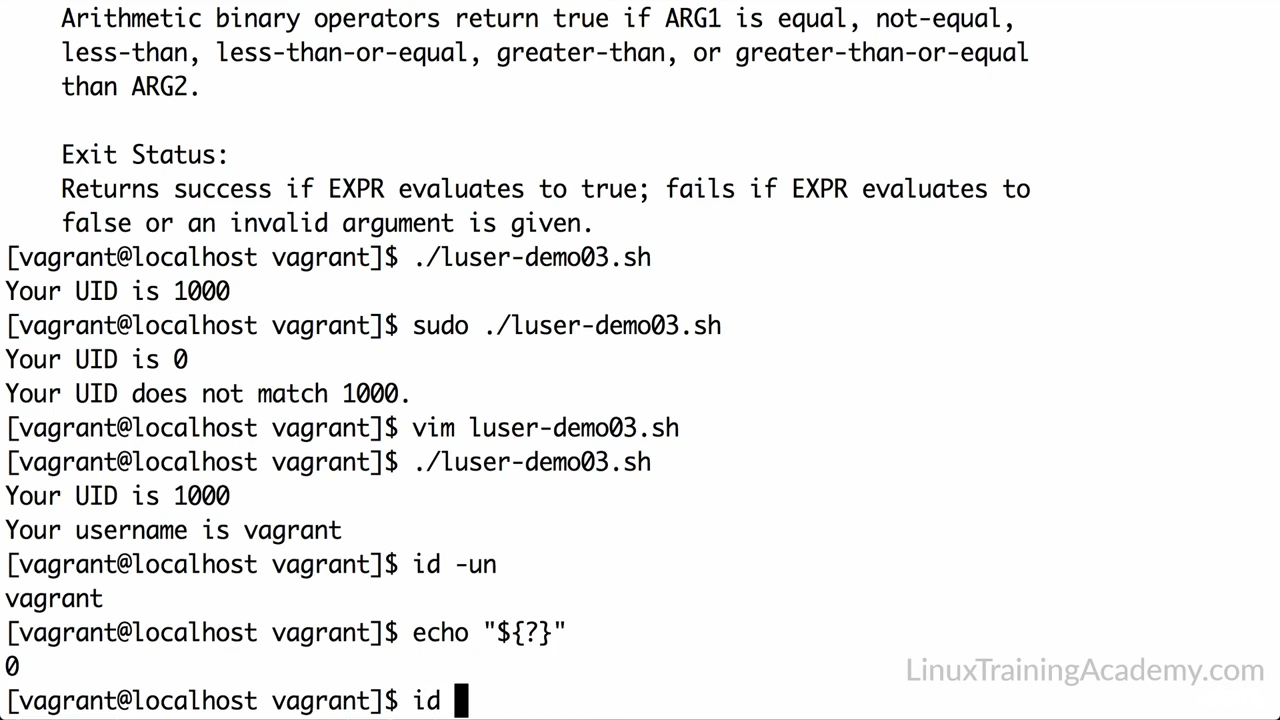 Arithmetic binary operators return true if ARG1 is equal, not-equal,
less-than, less-than-or-equal, greater-than, or greater-than-or-equal
than ARG2.
Exit Status:
Returns success if EXPR evaluates to true; fails if EXPR evaluates to
false or an invalid argument is given.
[vagrant@localhost vagrant]$ ./luser-demo03.sh
Your UID is 1000
[vagrant@localhost vagrant]$ sudo ./luser-demo03.sh
Your UID is 0
Your UID does not match 1000.
[vagrant@localhost vagrant]$ vim luser-demo03.sh
[vagrant@localhost vagrant]$ ./luser-demo03.sh
Your UID is 1000
Your username is vagrant
[vagrant@localhost vagrant]$ id -un
vagrant
[vagrant@localhost vagrant]$ echo "${?}"
0
[vagrant@localhost vagrant]$ id
LinuxTrainingAcademy.com